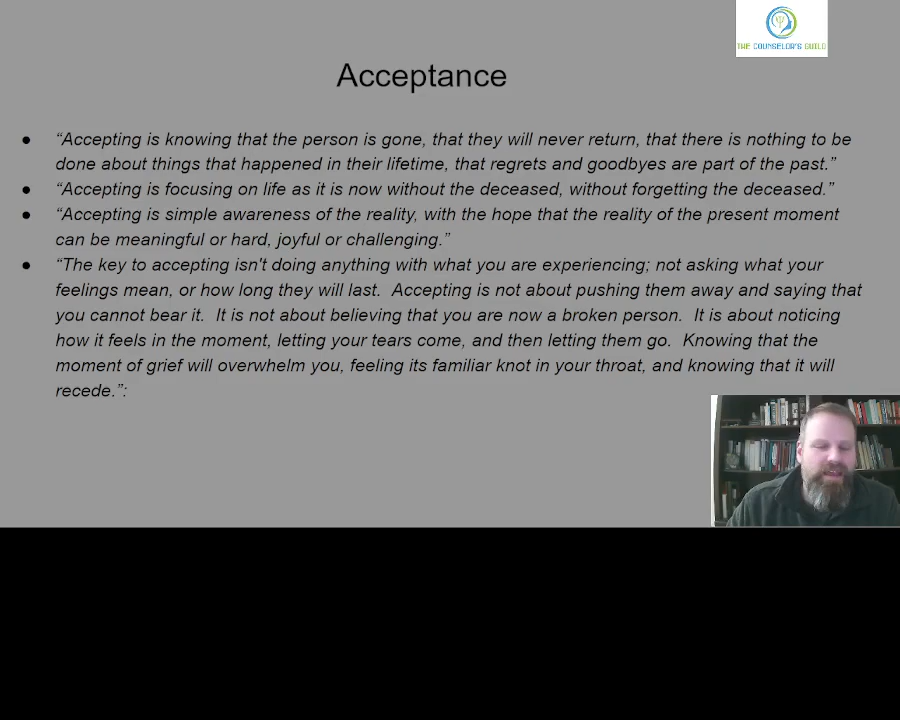 THE COUNSELOR'S GUILD
Acceptance
● “Accepting is knowing that the person is gone, that they will never return, that there is nothing to be
done about things that happened in their lifetime, that regrets and goodbyes are part of the past.”
● “Accepting is focusing on life as it is now without the deceased, without forgetting the deceased.”
● “Accepting is simple awareness of the reality, with the hope that the reality of the present moment
can be meaningful or hard, joyful or challenging.”
● “The key to accepting isn't doing anything with what you are experiencing; not asking what your
feelings mean, or how long they will last.  Accepting is not about pushing them away and saying that
you cannot bear it.  It is not about believing that you are now a broken person.  It is about noticing
how it feels in the moment, letting your tears come, and then letting them go.  Knowing that the
moment of grief will overwhelm you, feeling its familiar knot in your throat, and knowing that it will
recede.”: